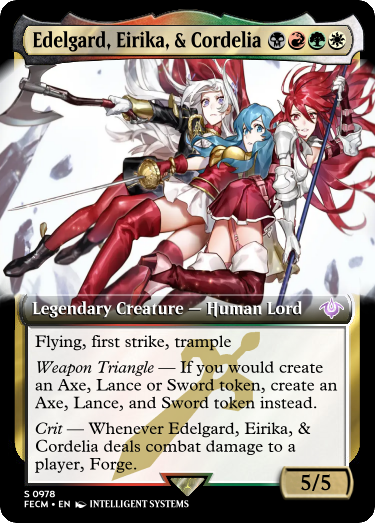 Edelgard, Eirika, & Cordelia
Legendary Creature — Human Lord
Flying, first strike, trample
Weapon Triangle — If you would create
an Axe, Lance or Sword token, create an
Axe, Lance, and Sword token instead.
Crit — Whenever Edelgard, Eirika, &
Cordelia deals combat damage to a
player, Forge.
5/5
S 0978
FECM • EN INTELLIGENT SYSTEMS